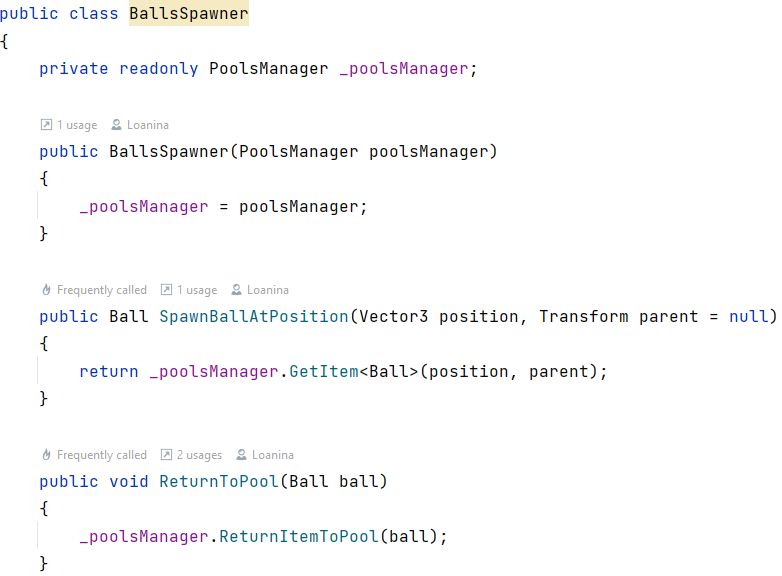 public class BallsSpawner
{
private readonly PoolsManager _poolsManager;
1 usage Loanina
public BallsSpawner(PoolsManager poolsManager)
{
_poolsManager = poolsManager;
}
Frequently called 1 usage Loanina
public Ball SpawnBallAtPosition(Vector3 position, Transform parent = null)
{
return _poolsManager.GetItem<Ball>(position, parent);
}
Frequently called 2 usages Loanina
public void ReturnToPool(Ball ball)
{
_poolsManager.ReturnItemToPool(ball);
}